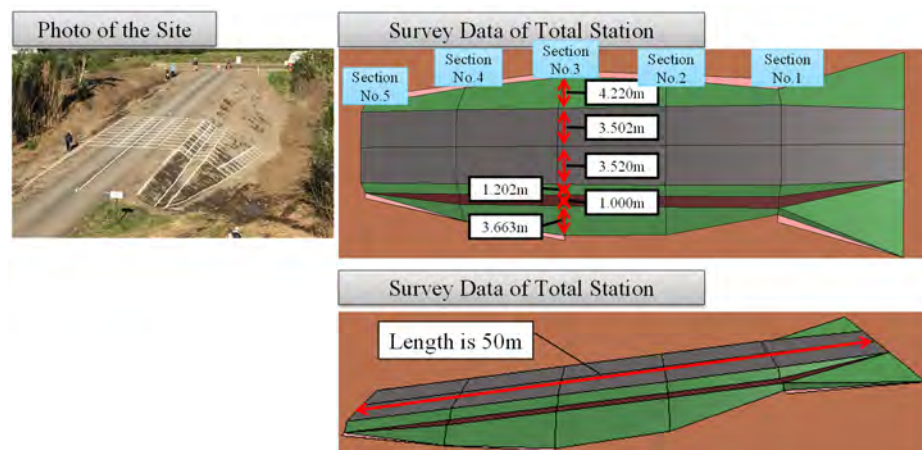 Photo of the Site
Survey Data of Total Station
Section
No.5
Section
No.4
Section
No.3
Section
No.2
Section
No.1
4.220m
3.502m
3.520m
1.202m
1.000m
3.663m
Survey Data of Total Station
Length is 50m